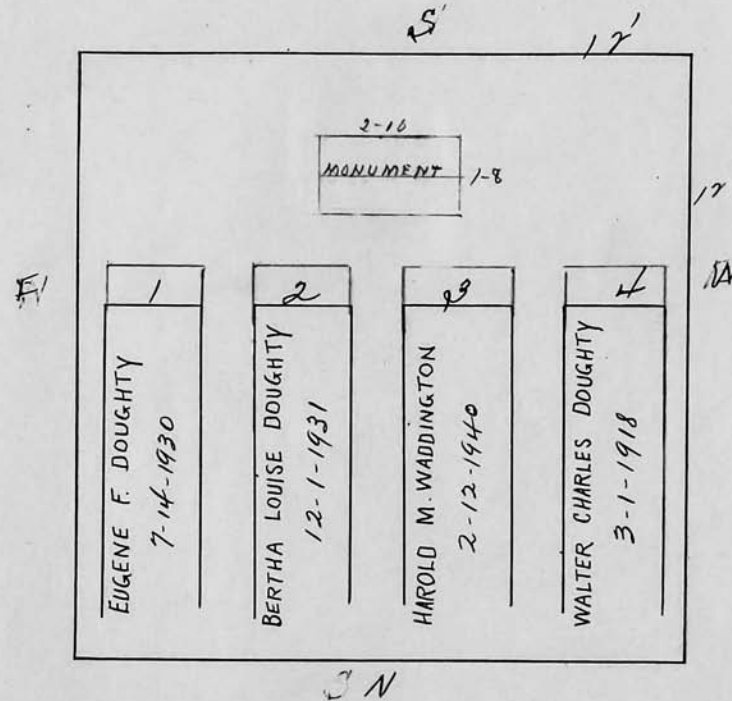 S
12'
2-10
MONUMENT
1-8
12
E
W
1
2
3
4
EUGENE F. DOUGHTY
7-14-1930
BERTHA LOUISE DOUGHTY
12-1-1931
HAROLD M. WADDINGTON
2-12-1940
WALTER CHARLES DOUGHTY
3-1-1918
N